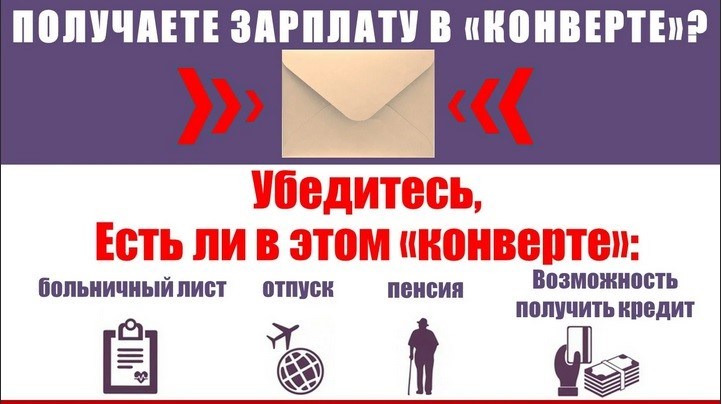 ПОЛУЧАЕТЕ ЗАРПЛАТУ В «КОНВЕРТЕ»?
Убедитесь,
Есть ли в этом «конверте»:
больничный лист
отпуск
пенсия
Возможность
получить кредит